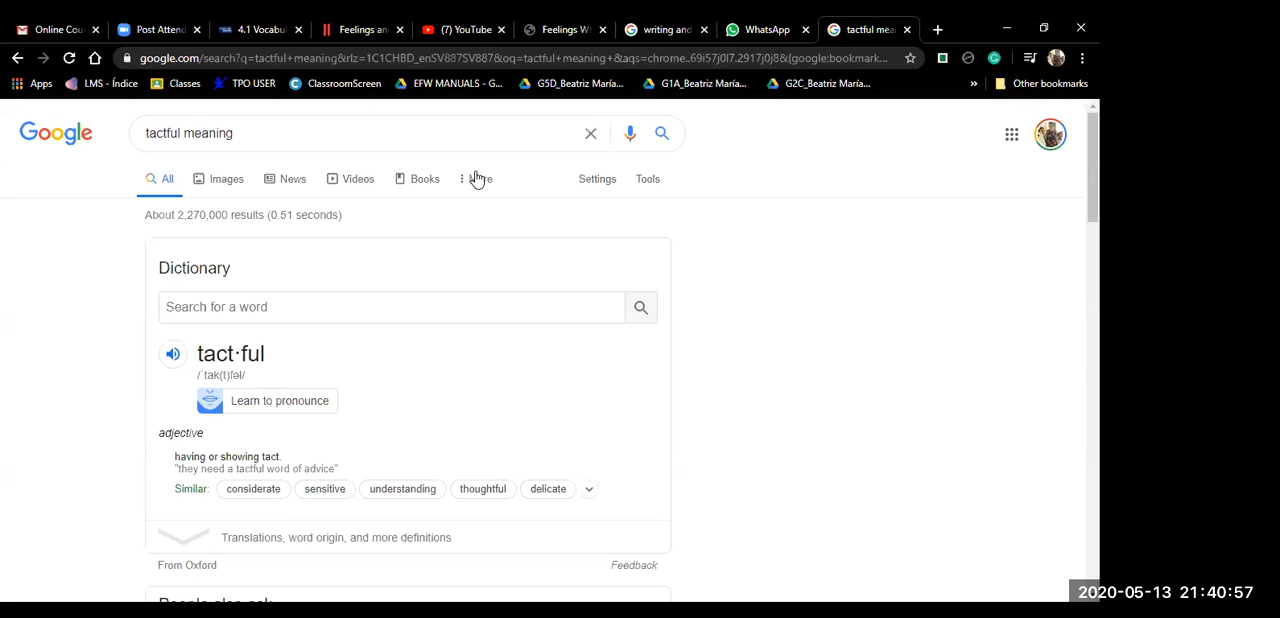 Online Cou
Post Attend
4.1 Vocabul
Feelings an
(7) YouTube
Feelings W
writing and
WhatsApp
tactful mea
google.com/search?q=tactful+meaning&rlz=1C1CHBD_enSV887SV887&oq=tactful+meaning+&aqs=chrome..69i57j0l7.2917j0j8&{google:bookmark...
Apps
LMS - Índice
Classes
TPO USER
ClassroomScreen
EFW MANUALS - G...
G5D_Beatriz María...
G1A_Beatriz María...
G2C_Beatriz María...
»
Other bookmarks
Google
tactful meaning
All
Images
News
Videos
Books
Settings
Tools
About 2,270,000 results (0.51 seconds)
Dictionary
Search for a word
tact·ful
/ˈtak(t)fəl/
Learn to pronounce
adjective
having or showing tact.
"they need a tactful word of advice"
Similar: considerate sensitive understanding thoughtful delicate
Translations, word origin, and more definitions
From Oxford
Feedback
People also ask
2020-05-13 21:40:57